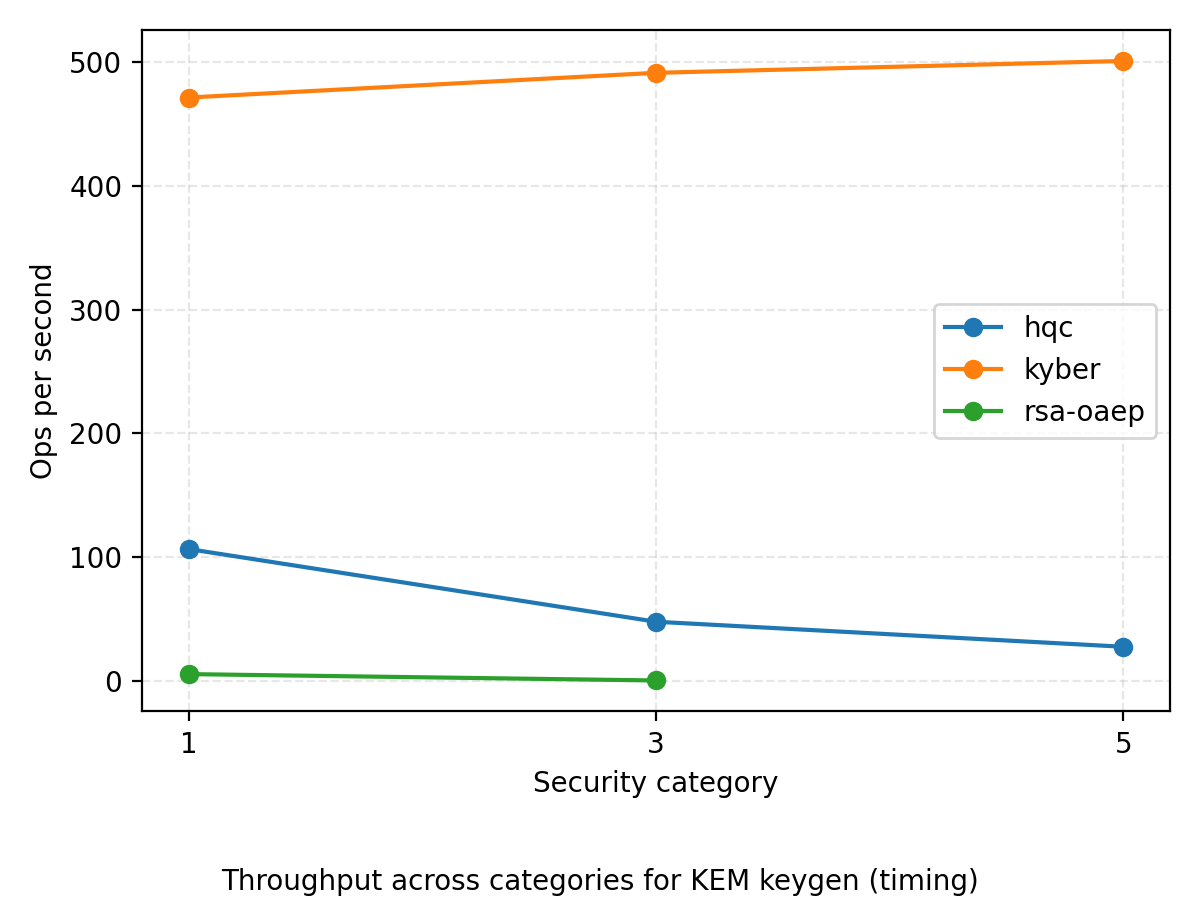 500
400
300
200
100
0
Ops per second
hqc
kyber
rsa-oaep
1 3 5
Security category
Throughput across categories for KEM keygen (timing)